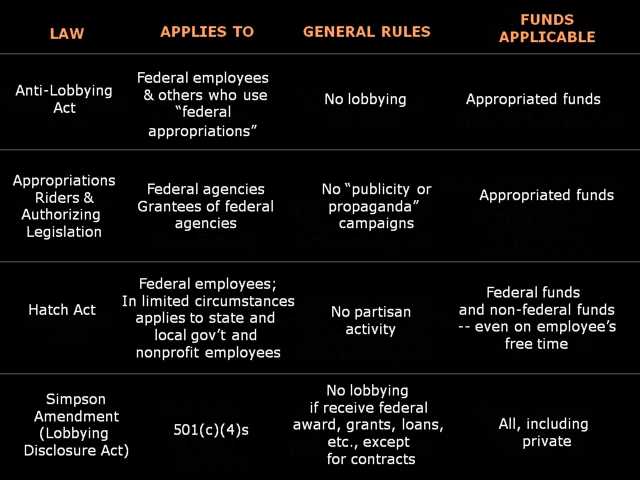 LAW
APPLIES TO
GENERAL RULES
FUNDS
APPLICABLE
Anti-Lobbying
Act
Federal employees
& others who use
“federal
appropriations”
No lobbying
Appropriated funds
Appropriations
Riders &
Authorizing
Legislation
Federal agencies
Grantees of federal
agencies
No “publicity or
propaganda”
campaigns
Appropriated funds
Hatch Act
Federal employees;
In limited circumstances
applies to state and
local gov’t and
nonprofit employees
No partisan
activity
Federal funds
and non-federal funds
-- even on employee’s
free time
Simpson
Amendment
(Lobbying
Disclosure Act)
501(c)(4)s
No lobbying
if receive federal
award, grants, loans,
etc., except
for contracts
All, including
private